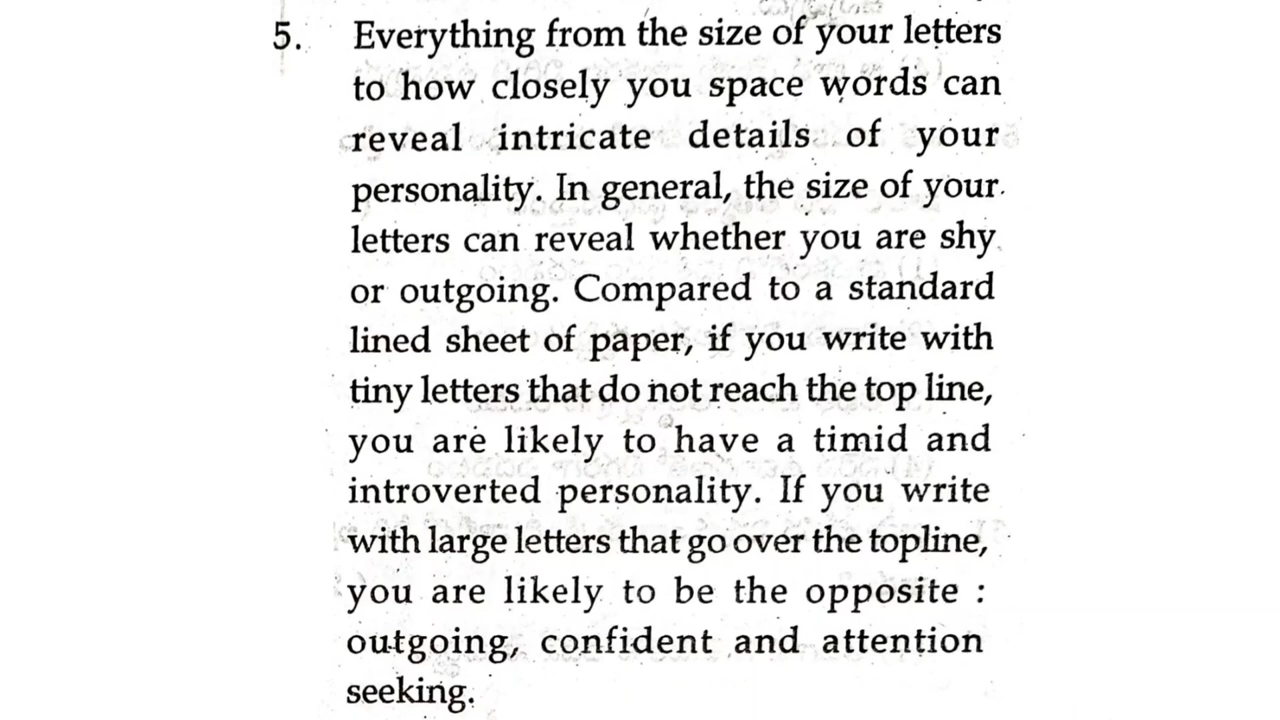 5. Everything from the size of your letters
to how closely you space words can
reveal intricate details of your
personality. In general, the size of your
letters can reveal whether you are shy
or outgoing. Compared to a standard
lined sheet of paper, if you write with
tiny letters that do not reach the top line,
you are likely to have a timid and
introverted personality. If you write
with large letters that go over the topline,
you are likely to be the opposite :
outgoing, confident and attention
seeking.